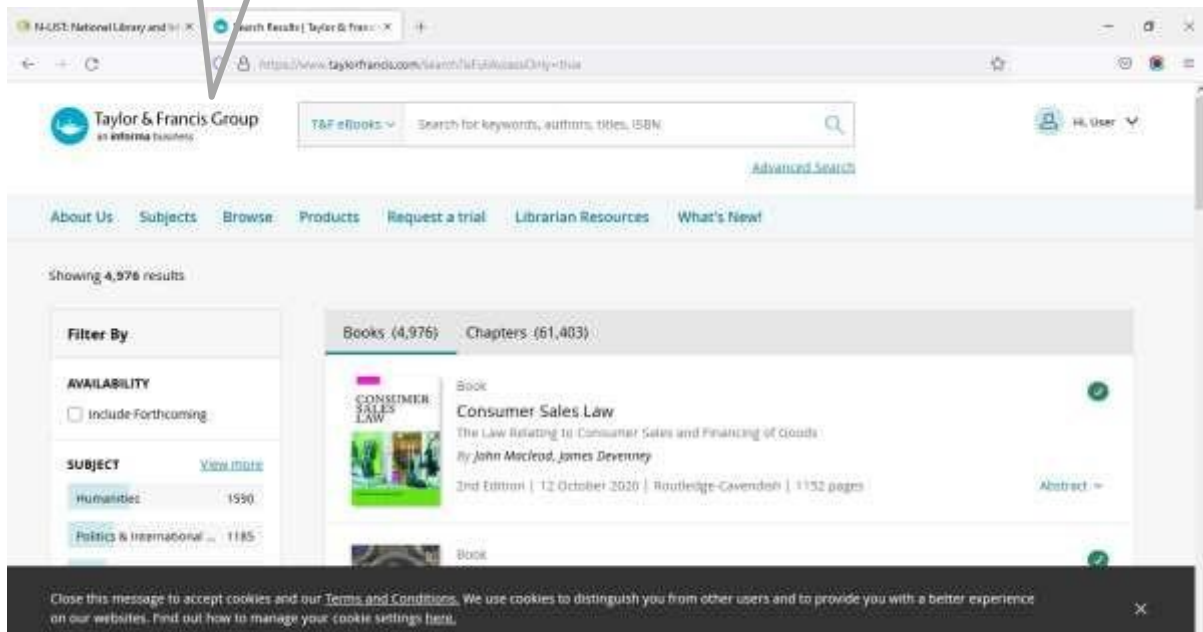 N-LIST: National Library and
Search Results | Taylor & Franc
https://www.taylorfrancis.com/search?isFullAccessOnly=true
Taylor & Francis Group
an informa business
T&F eBooks
Search for keywords, authors, titles, ISBN
Hi, User
Advanced Search
About Us Subjects Browse Products Request a trial Librarian Resources What's New!
Showing 4,976 results
Filter By
Books (4,976) Chapters (61,403)
AVAILABILITY
Include Forthcoming
SUBJECT View more
Humanities 1590
Politics & International ... 1185
CONSUMER
SALES
LAW
Book
Consumer Sales Law
The Law Relating to Consumer Sales and Financing of Goods
By John Macleod, James Devenney
2nd Edition | 12 October 2020 | Routledge-Cavendish | 1152 pages
Abstract
Book
Close this message to accept cookies and our Terms and Conditions. We use cookies to distinguish you from other users and to provide you with a better experience
on our websites. Find out how to manage your cookie settings here.